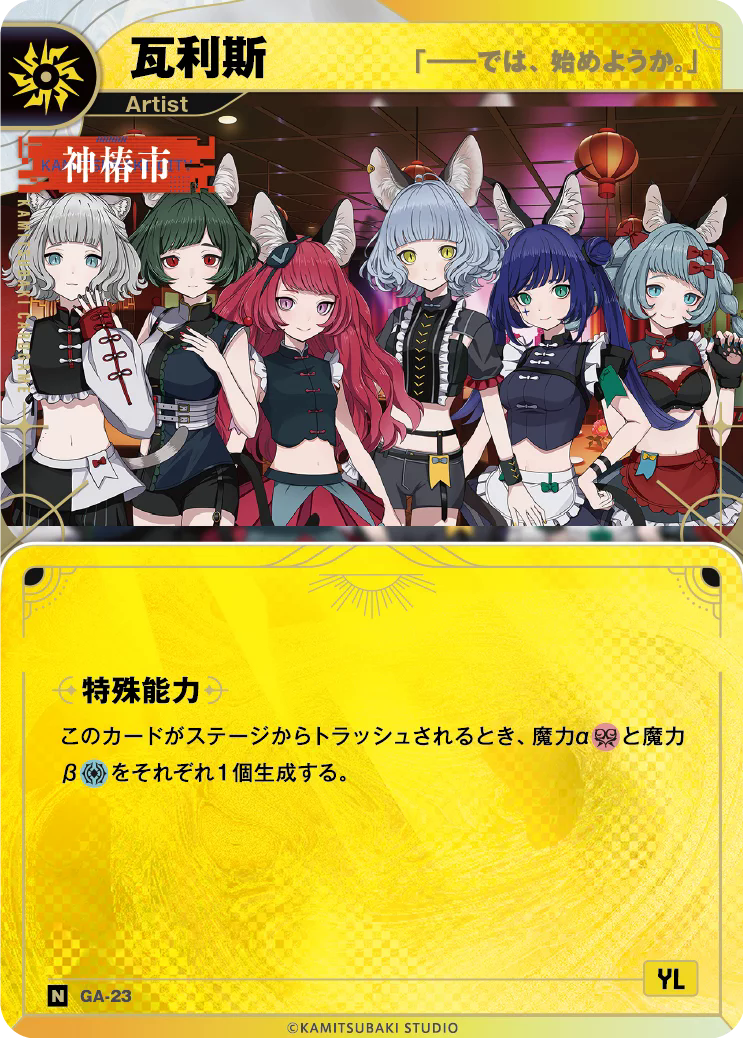 瓦利斯
「——では、始めようか。」
Artist
神椿市
特殊能力
このカードがステージからトラッシュされるとき、魔力αと魔力
βをそれぞれ1個生成する。
YL
N GA-23
©KAMITSUBAKI STUDIO